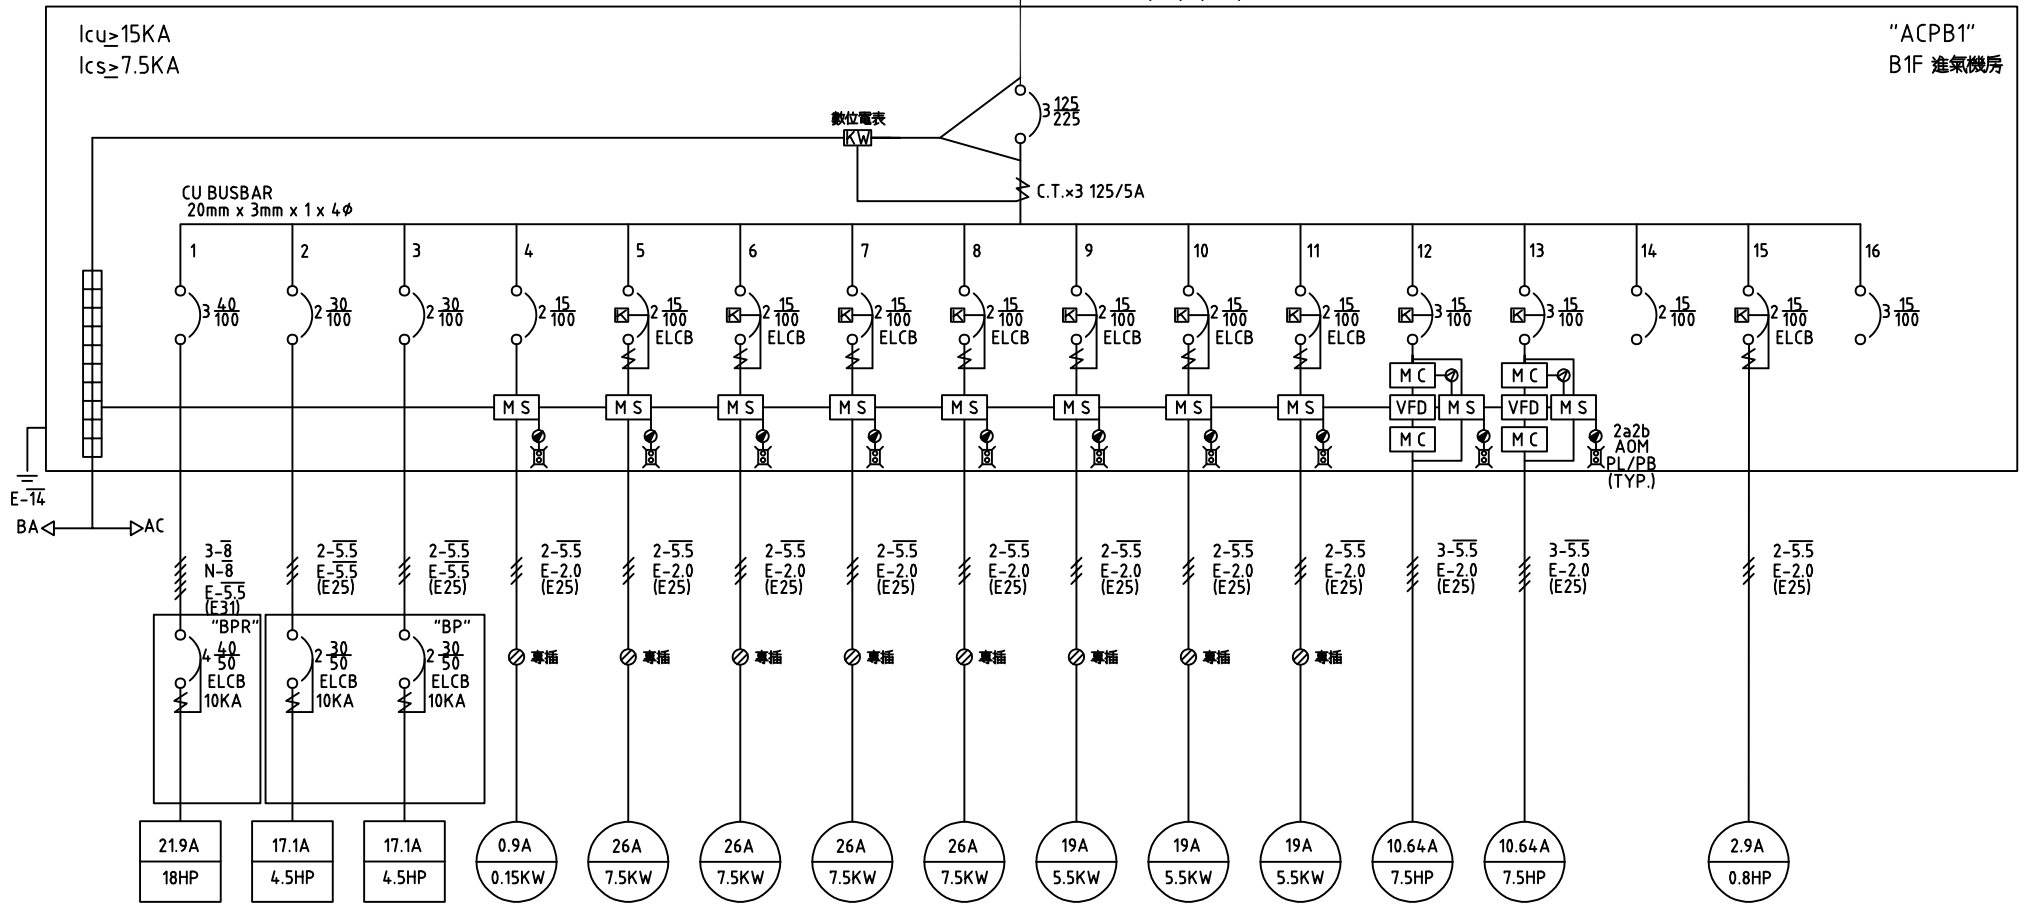 Icu≥15KA
Ics≥7.5KA
"ACPB1"
B1F 進氣機房
3 125/225
數位電表
KW
C.T.×3 125/5A
CU BUSBAR
20mm x 3mm x 1 x 4∅
1 2 3 4 5 6 7 8 9 10 11 12 13 14 15 16
3 40/100
2 30/100
2 30/100
2 15/100
K 2 15/100 ELCB
K 2 15/100 ELCB
K 2 15/100 ELCB
K 2 15/100 ELCB
K 2 15/100 ELCB
K 2 15/100 ELCB
K 2 15/100 ELCB
K 3 15/100
K 3 15/100
2 15/100
K 2 15/100 ELCB
3 15/100
MC MC
MS MS MS MS MS MS MS MS VFD MS VFD MS
MC MC
2a2b
AOM
PL/PB
(TYP.)
E-14
BA AC
3-8
N-8
E-5.5
(E31)
2-5.5
E-5.5
(E25)
2-5.5
E-5.5
(E25)
2-5.5
E-2.0
(E25)
2-5.5
E-2.0
(E25)
2-5.5
E-2.0
(E25)
2-5.5
E-2.0
(E25)
2-5.5
E-2.0
(E25)
2-5.5
E-2.0
(E25)
2-5.5
E-2.0
(E25)
2-5.5
E-2.0
(E25)
3-5.5
E-2.0
(E25)
3-5.5
E-2.0
(E25)
2-5.5
E-2.0
(E25)
"BPR"
4 40/50
ELCB
10KA
2 30/50
ELCB
10KA
"BP"
2 30/50
ELCB
10KA
專插 專插 專插 專插 專插 專插 專插 專插
21.9A 17.1A 17.1A 0.9A 26A 26A 26A 26A 19A 19A 19A 10.64A 10.64A 2.9A
18HP 4.5HP 4.5HP 0.15KW 7.5KW 7.5KW 7.5KW 7.5KW 5.5KW 5.5KW 5.5KW 7.5HP 7.5HP 0.8HP